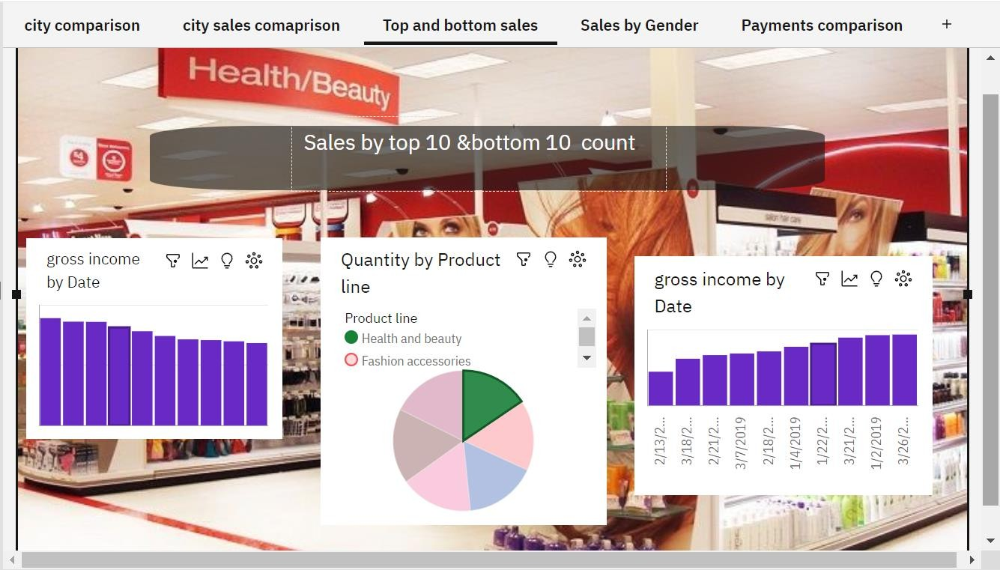 city comparison
city sales comaprison
Top and bottom sales
Sales by Gender
Payments comparison
+
Health/Beauty
Sales by top 10 &bottom 10  count
salon hair care
gross income
by Date
Quantity by Product
line
Product line
Health and beauty
Fashion accessories
gross income by
Date
2/13/2...
3/18/2...
2/21/2...
3/7/2019
2/18/2...
1/4/2019
1/22/2...
3/21/2...
1/2/2019
3/26/2...